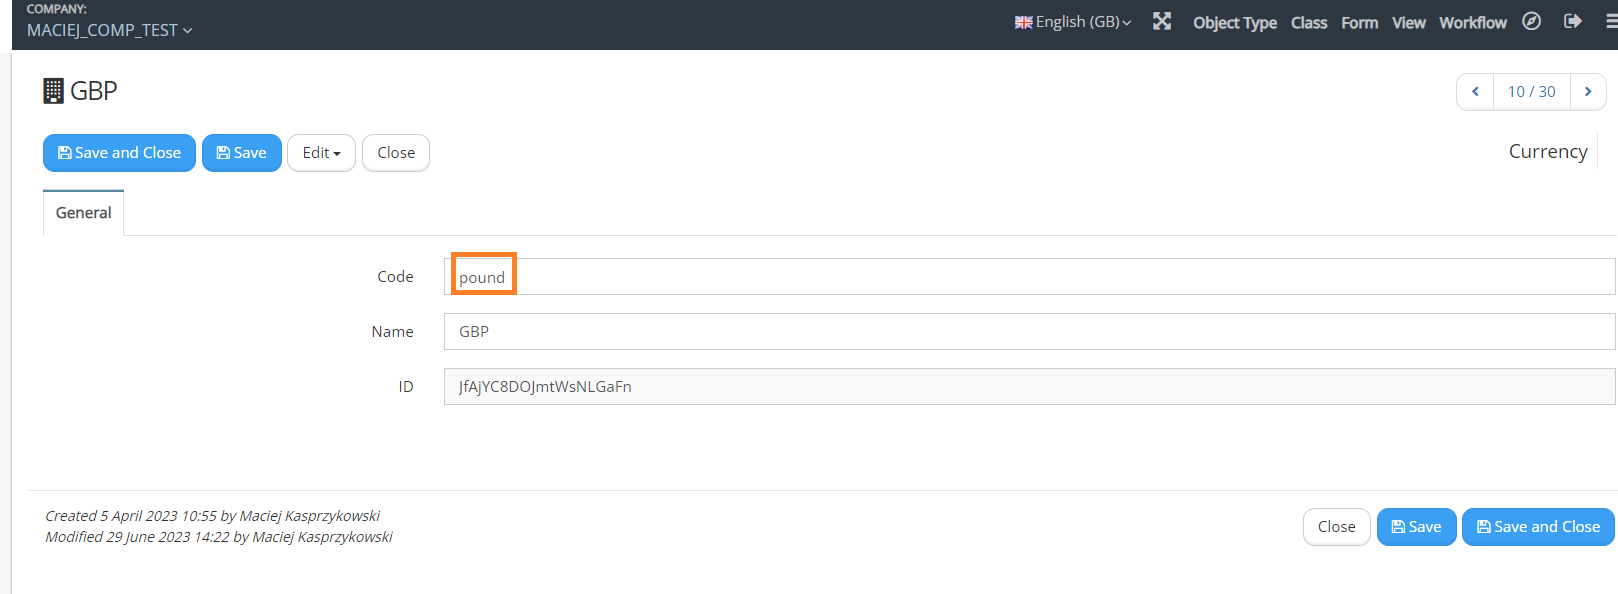 COMPANY:
MACIEJ_COMP_TEST
English (GB)
Object Type Class Form View Workflow
GBP
10 / 30
Save and Close Save Edit Close
Currency
General
Code pound
Name GBP
ID JfAjYC8DOJmtWsNLGaFn
Created 5 April 2023 10:55 by Maciej Kasprzykowski
Modified 29 June 2023 14:22 by Maciej Kasprzykowski
Close Save Save and Close